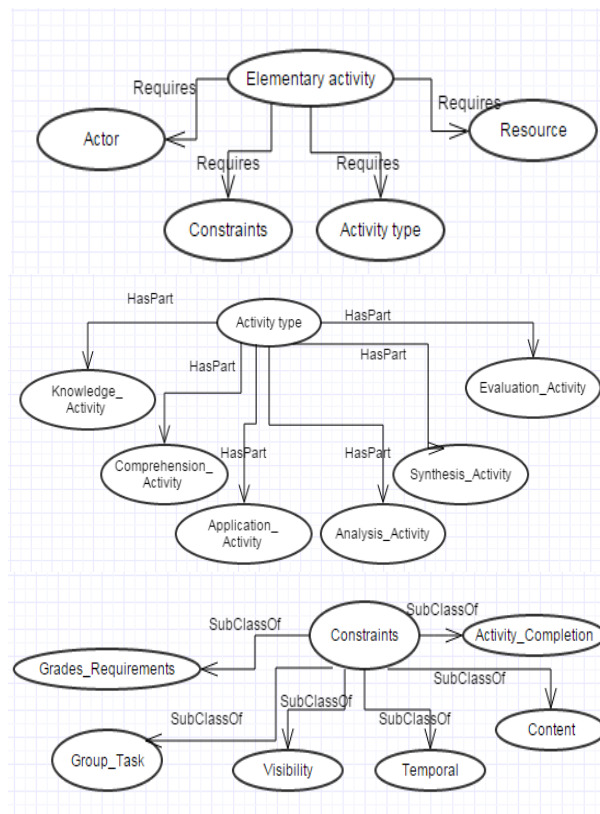 Elementary activity
Requires
Requires
Actor
Resource
Requires
Requires
Constraints
Activity type
HasPart
Activity type
HasPart
HasPart
HasPart
Knowledge_
Activity
Evaluation_Activity
Comprehension_
Activity
HasPart
HasPart
Synthesis_Activity
Application_
Activity
Analysis_Activity
SubClassOf
SubClassOf
Constraints
Activity_Completion
Grades_Requirements
SubClassOf
SubClassOf
SubClassOf
SubClassOf
Content
Group_Task
Visibility
Temporal